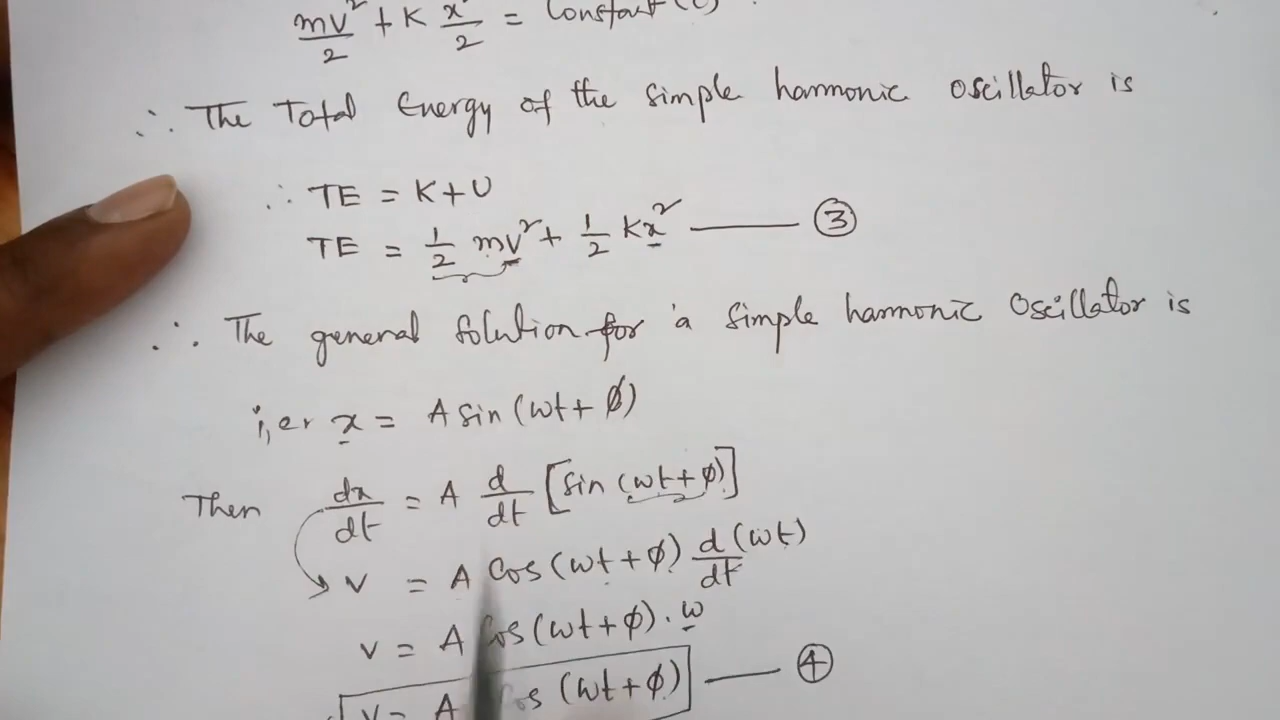 mv²/2 + K x²/2 = Constant (C)
∴ The Total Energy of the simple harmonic oscillator is
∴ TE = K+U
TE = 1/2 mv² + 1/2 Kx² —— ③
∴ The general solution for a simple harmonic Oscillator is
i,e, x = A sin (ωt + ϕ)
Then dx/dt = A d/dt [sin (ωt+ϕ)]
v = A Cos (ωt + ϕ) d(ωt)/dt
v = A Cos (ωt + ϕ) . ω
v = A Cos (ωt + ϕ) —— ④